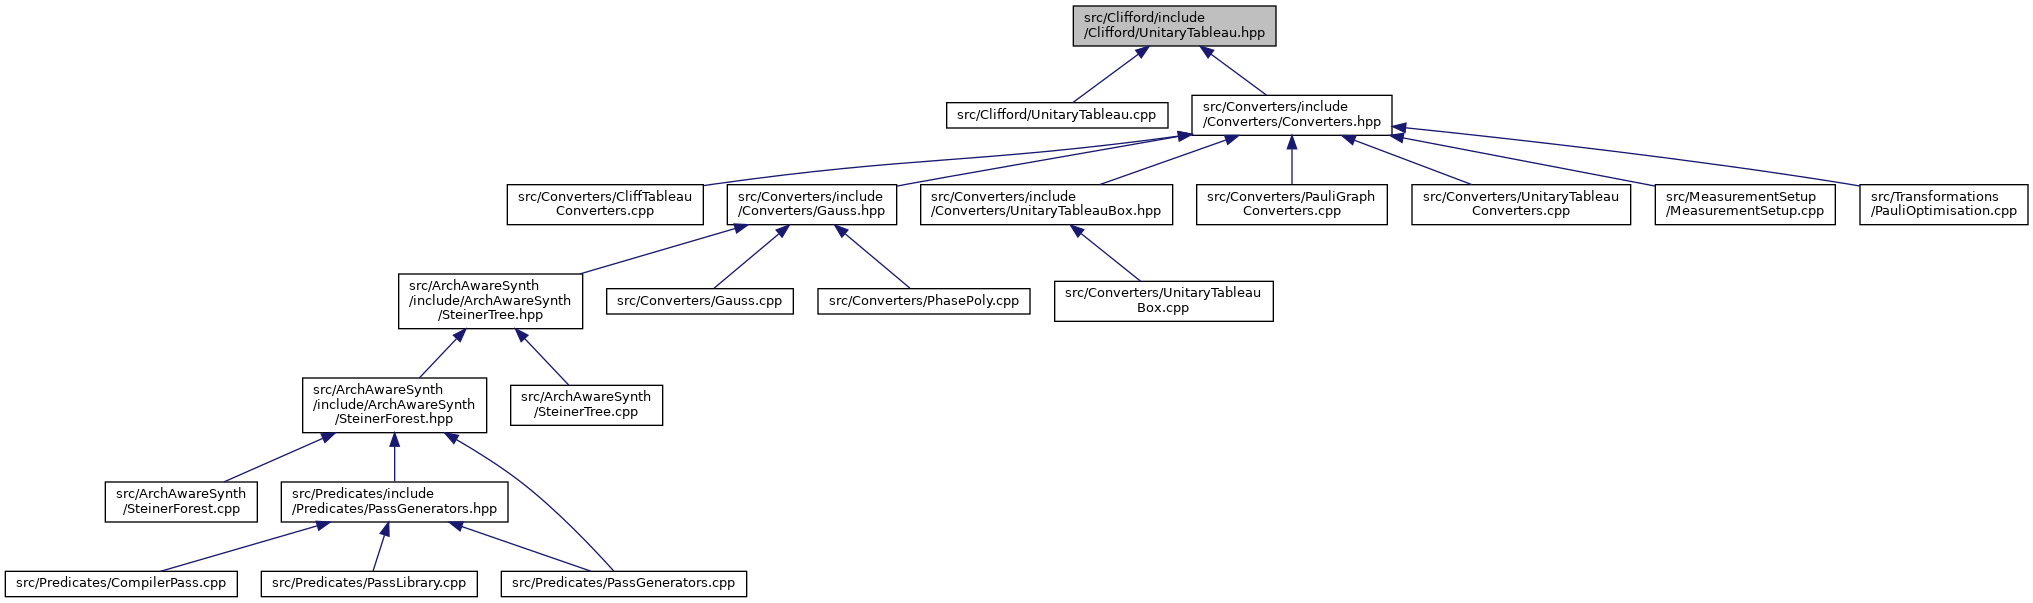 src/Clifford/include
/Clifford/UnitaryTableau.hpp
src/Clifford/UnitaryTableau.cpp
src/Converters/include
/Converters/Converters.hpp
src/Converters/CliffTableau
Converters.cpp
src/Converters/include
/Converters/Gauss.hpp
src/Converters/include
/Converters/UnitaryTableauBox.hpp
src/Converters/PauliGraph
Converters.cpp
src/Converters/UnitaryTableau
Converters.cpp
src/MeasurementSetup
/MeasurementSetup.cpp
src/Transformations
/PauliOptimisation.cpp
src/ArchAwareSynth
/include/ArchAwareSynth
/SteinerTree.hpp
src/Converters/Gauss.cpp
src/Converters/PhasePoly.cpp
src/Converters/UnitaryTableau
Box.cpp
src/ArchAwareSynth
/include/ArchAwareSynth
/SteinerForest.hpp
src/ArchAwareSynth
/SteinerTree.cpp
src/ArchAwareSynth
/SteinerForest.cpp
src/Predicates/include
/Predicates/PassGenerators.hpp
src/Predicates/CompilerPass.cpp
src/Predicates/PassLibrary.cpp
src/Predicates/PassGenerators.cpp